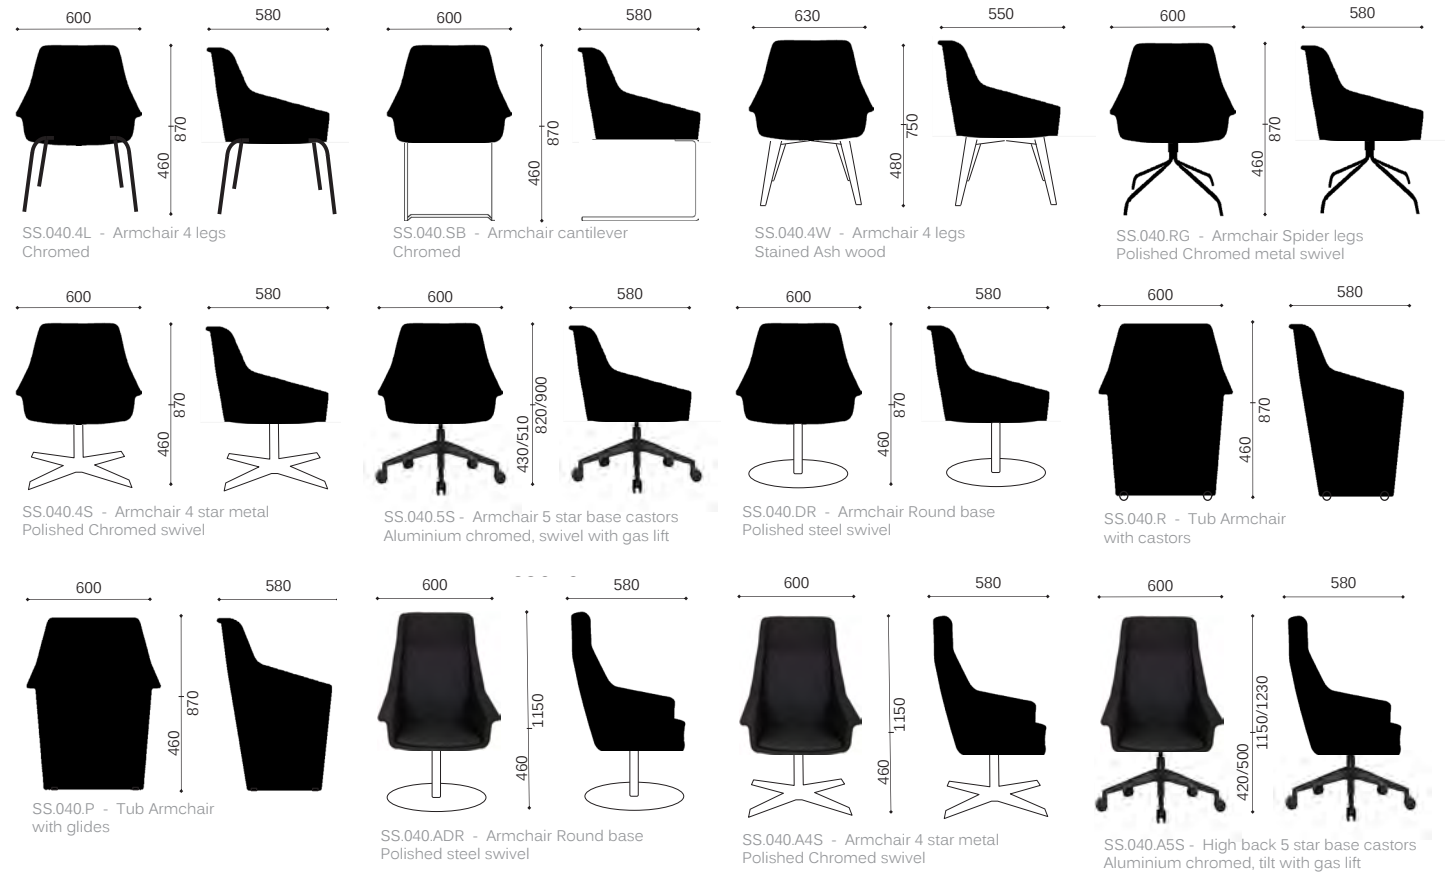 600
580
870
460
SS.040.4L - Armchair 4 legs
Chromed
600
580
870
460
SS.040.SB - Armchair cantilever
Chromed
630
550
750
480
SS.040.4W - Armchair 4 legs
Stained Ash wood
600
580
870
460
SS.040.RG - Armchair Spider legs
Polished Chromed metal swivel
600
580
870
460
SS.040.4S - Armchair 4 star metal
Polished Chromed swivel
600
580
820/900
430/510
SS.040.5S - Armchair 5 star base castors
Aluminium chromed, swivel with gas lift
600
580
870
460
SS.040.DR - Armchair Round base
Polished steel swivel
600
580
870
460
SS.040.R - Tub Armchair
with castors
600
580
870
460
SS.040.P - Tub Armchair
with glides
600
580
1150
460
SS.040.ADR - Armchair Round base
Polished steel swivel
600
580
1150
460
SS.040.A4S - Armchair 4 star metal
Polished Chromed swivel
600
580
1150/1230
420/500
SS.040.A5S - High back 5 star base castors
Aluminium chromed, tilt with gas lift